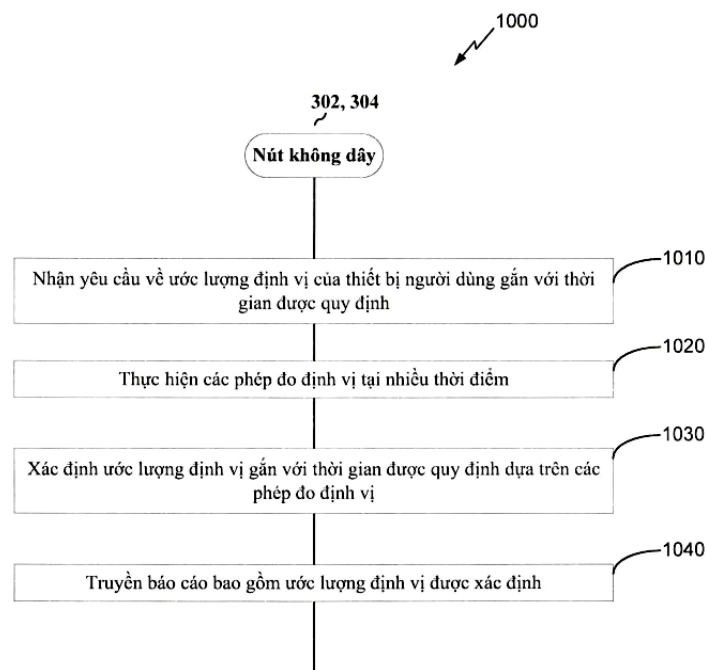 1000
302, 304
Nút không dây
1010
Nhận yêu cầu về ước lượng định vị của thiết bị người dùng gắn với thời
gian được quy định
1020
Thực hiện các phép đo định vị tại nhiều thời điểm
1030
Xác định ước lượng định vị gắn với thời gian được quy định dựa trên các
phép đo định vị
1040
Truyền báo cáo bao gồm ước lượng định vị được xác định